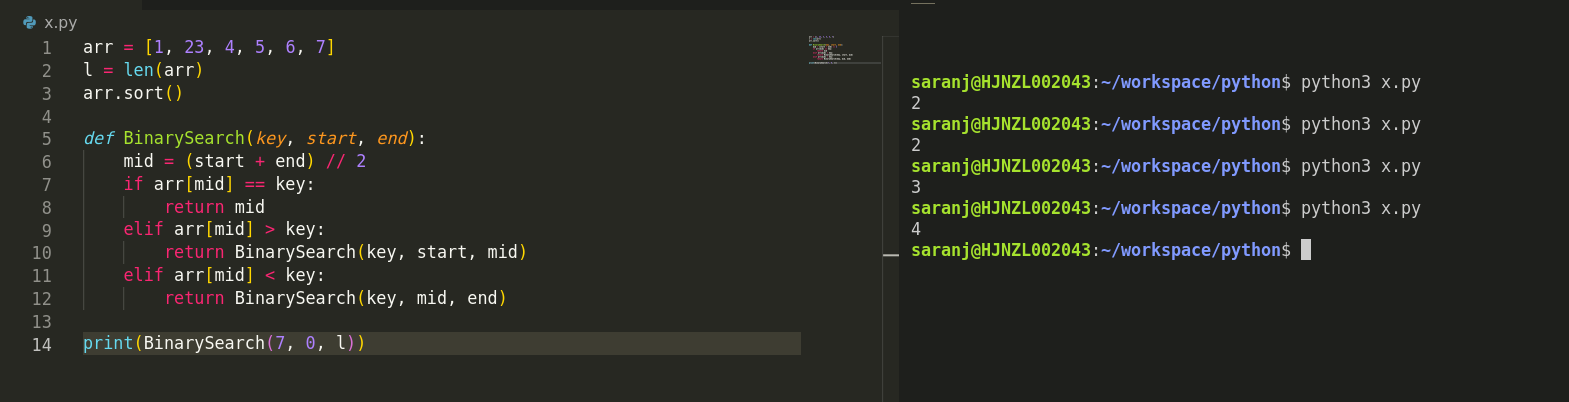 x.py
1 arr = [1, 23, 4, 5, 6, 7]
2 l = len(arr)
3 arr.sort()
4
5 def BinarySearch(key, start, end):
6     mid = (start + end) // 2
7     if arr[mid] == key:
8         return mid
9     elif arr[mid] > key:
10         return BinarySearch(key, start, mid)
11     elif arr[mid] < key:
12         return BinarySearch(key, mid, end)
13
14 print(BinarySearch(7, 0, l))
saranj@HJNZL002043:~/workspace/python$ python3 x.py
2
saranj@HJNZL002043:~/workspace/python$ python3 x.py
2
saranj@HJNZL002043:~/workspace/python$ python3 x.py
3
saranj@HJNZL002043:~/workspace/python$ python3 x.py
4
saranj@HJNZL002043:~/workspace/python$